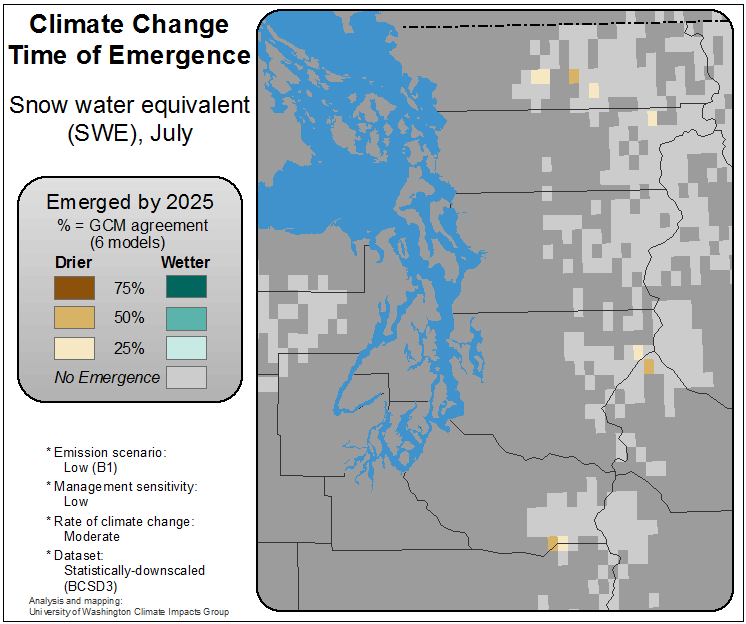 Climate Change
Time of Emergence
Snow water equivalent
(SWE), July
Emerged by 2025
% = GCM agreement
(6 models)
Drier Wetter
75%
50%
25%
No Emergence
* Emission scenario:
Low (B1)
* Management sensitivity:
Low
* Rate of climate change:
Moderate
* Dataset:
Statistically-downscaled
(BCSD3)
Analysis and mapping:
University of Washington Climate Impacts Group